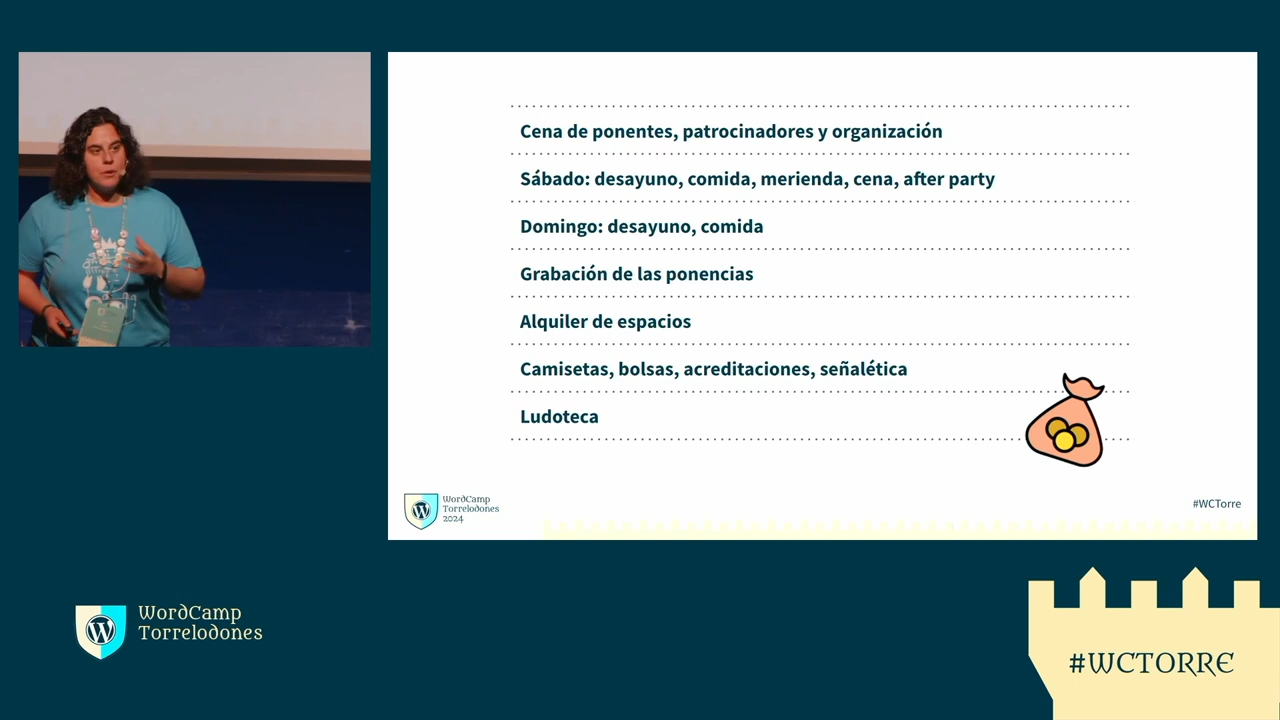 Cena de ponentes, patrocinadores y organización
Sábado: desayuno, comida, merienda, cena, after party
Domingo: desayuno, comida
Grabación de las ponencias
Alquiler de espacios
Camisetas, bolsas, acreditaciones, señalética
Ludoteca
WordCamp
Torrelodones
2024
#WCTorre
WordCamp
Torrelodones
#WCTORRE